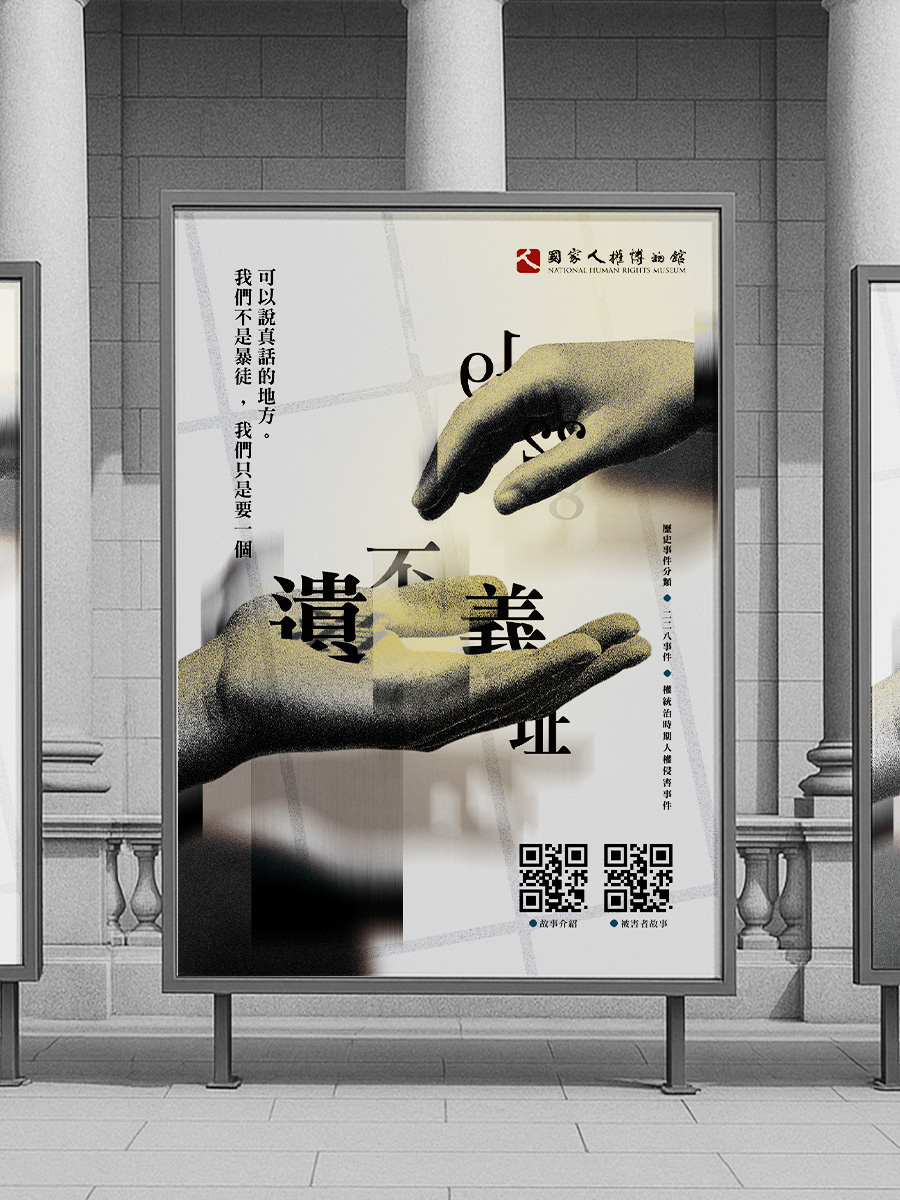 國家人權博物館
NATIONAL HUMAN RIGHTS MUSEUM
我們不是暴徒，我們只是要一個
可以說真話的地方。
不義遺址
歷史事件分類 ● 二二八事件 ● 權統治時期人權侵害事件
●故事介紹
●被害者故事